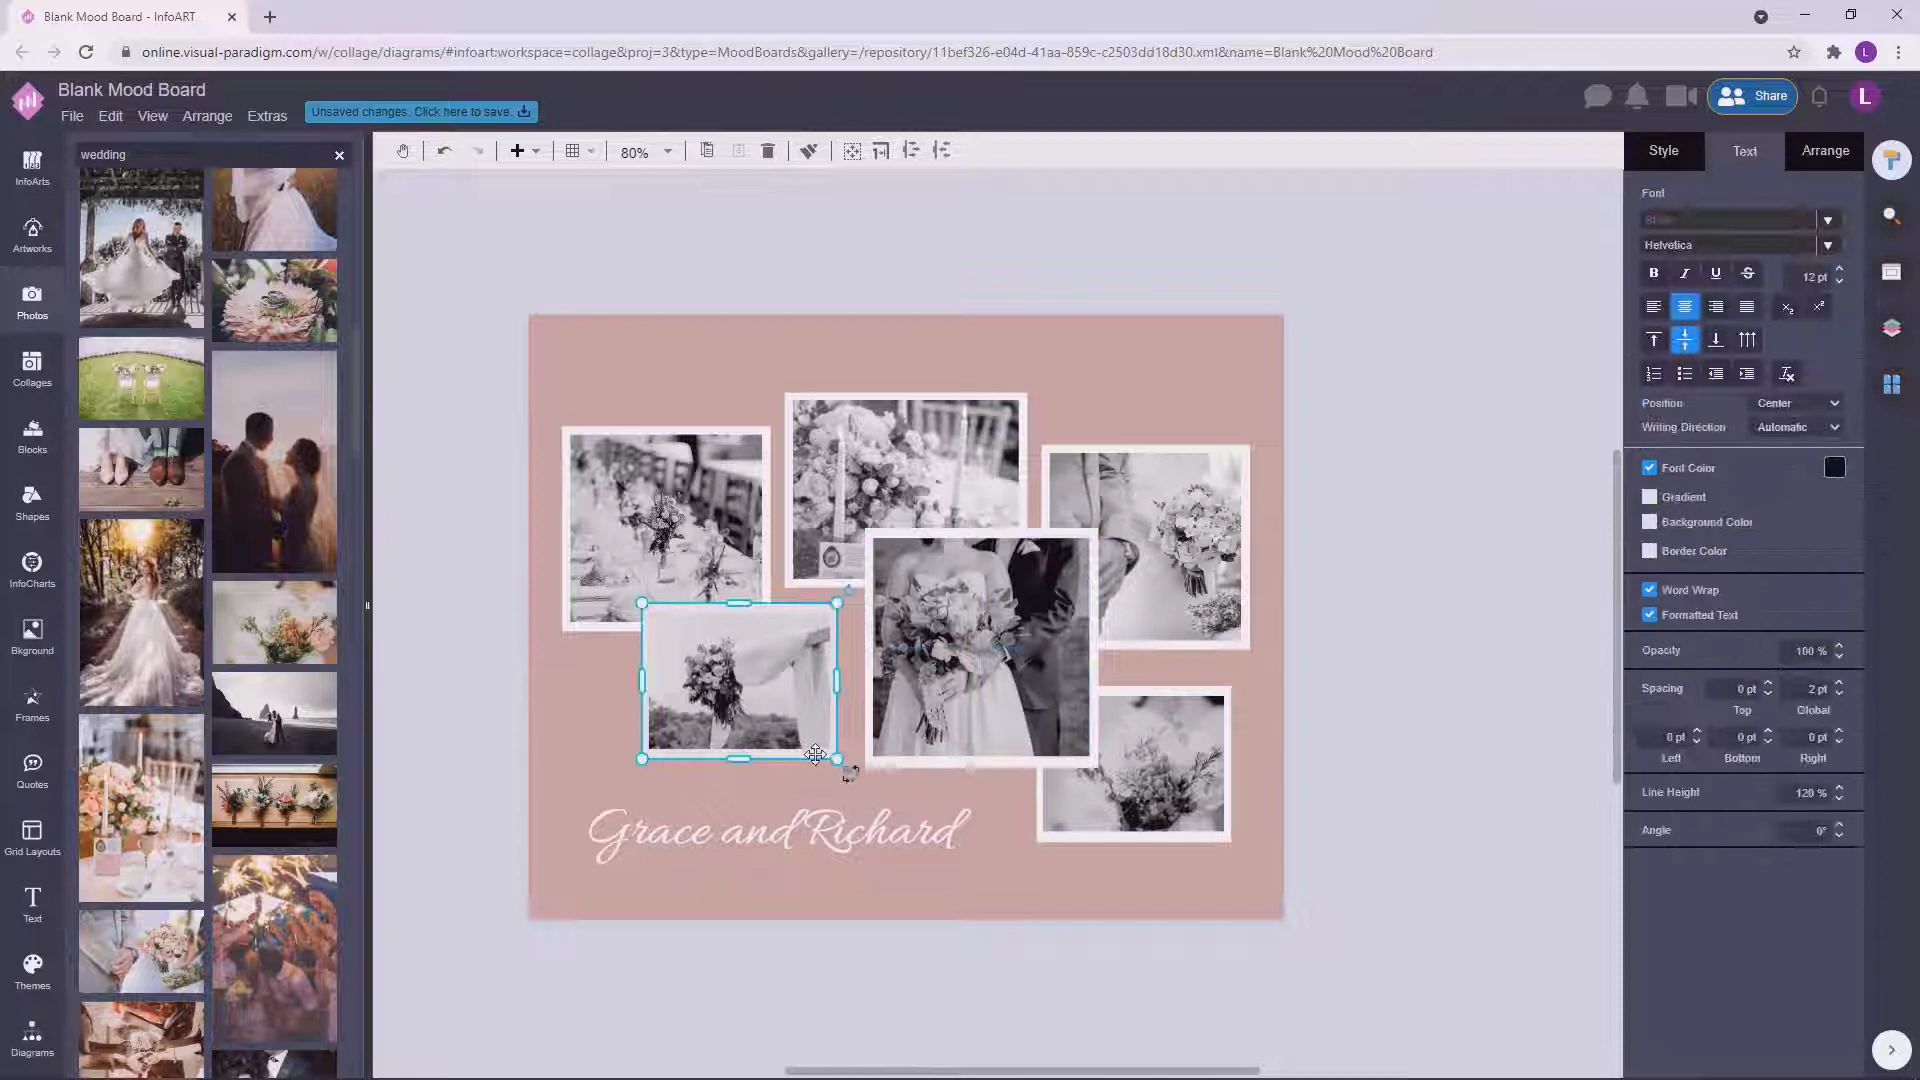 Blank Mood Board - InfoART
online.visual-paradigm.com/w/collage/diagrams/#infoart:workspace=collage&proj=3&type=MoodBoards&gallery=/repository/11bef326-e04d-41aa-859c-c2503dd18d30.xml&name=Blank%20Mood%20Board
L
Blank Mood Board
File Edit View Arrange Extras
Unsaved changes. Click here to save.
Share
L
wedding
80%
Style Text Arrange
InfoArts
Artworks
Photos
Collages
Blocks
Shapes
InfoCharts
Bkground
Frames
Quotes
Grid Layouts
T
Text
Themes
Diagrams
Grace and Richard
Font
Helvetica
B I U S 12 pt
Position Center
Writing Direction Automatic
Font Color
Gradient
Background Color
Border Color
Word Wrap
Formatted Text
Opacity 100 %
Spacing 0 pt 2 pt
Top Global
0 pt 0 pt 0 pt
Left Bottom Right
Line Height 120 %
Angle 0°